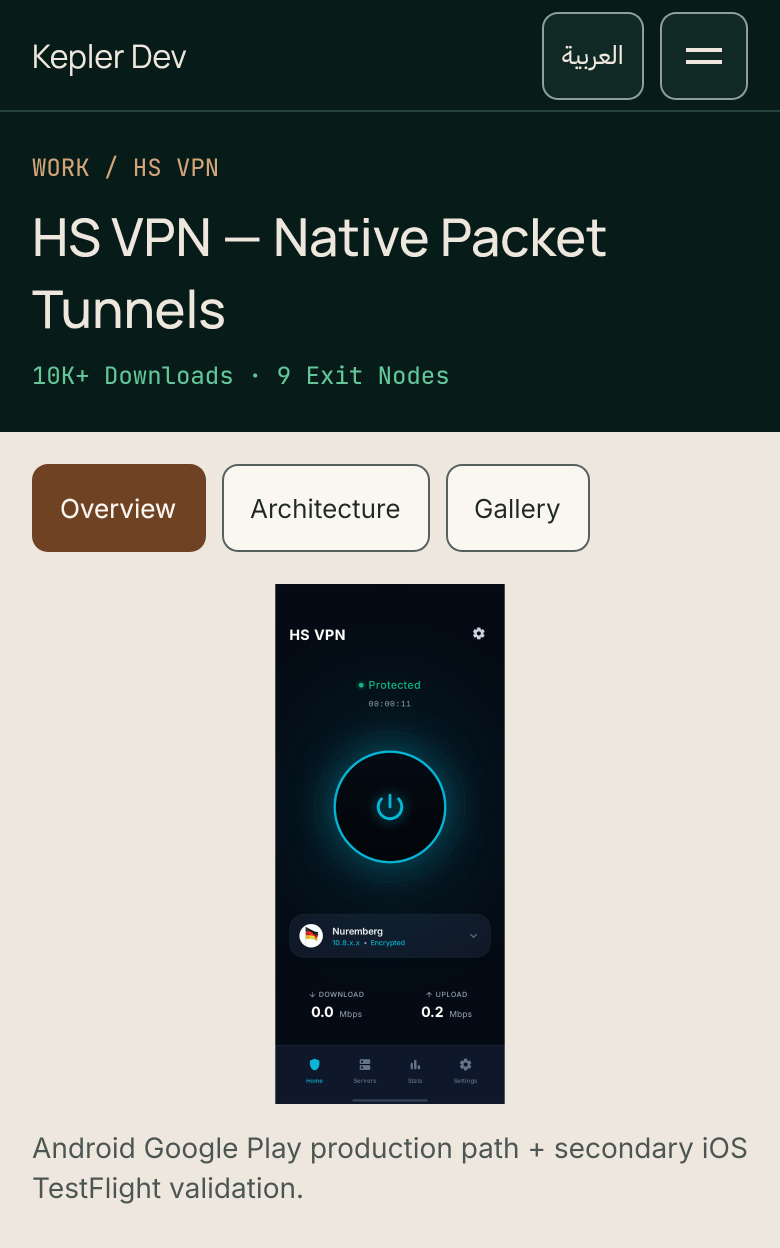 Kepler Dev
العربية
WORK / HS VPN
HS VPN — Native Packet
Tunnels
10K+ Downloads · 9 Exit Nodes
Overview
Architecture
Gallery
HS VPN
Protected
00:00:11
Nuremberg
10.8.x.x • Encrypted
↓ DOWNLOAD
↑ UPLOAD
0.0 Mbps
0.2 Mbps
Home
Servers
Stats
Settings
Android Google Play production path + secondary iOS
TestFlight validation.